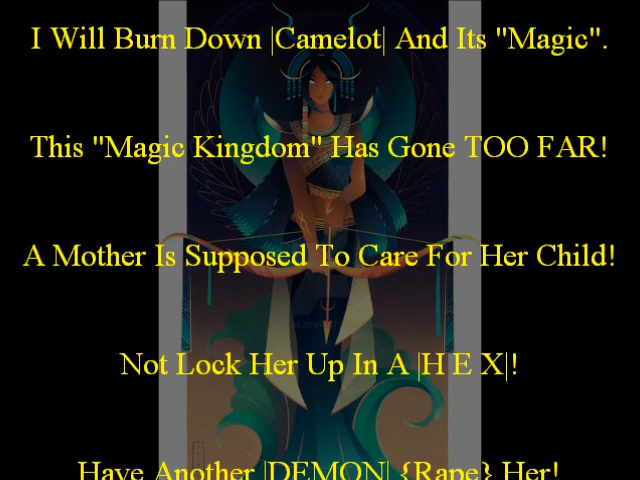 I Will Burn Down |Camelot| And Its "Magic".
This "Magic Kingdom" Has Gone TOO FAR!
A Mother Is Supposed To Care For Her Child!
Not Lock Her Up In A |H E X|!
Have Another |DEMON| {Rape} Her!